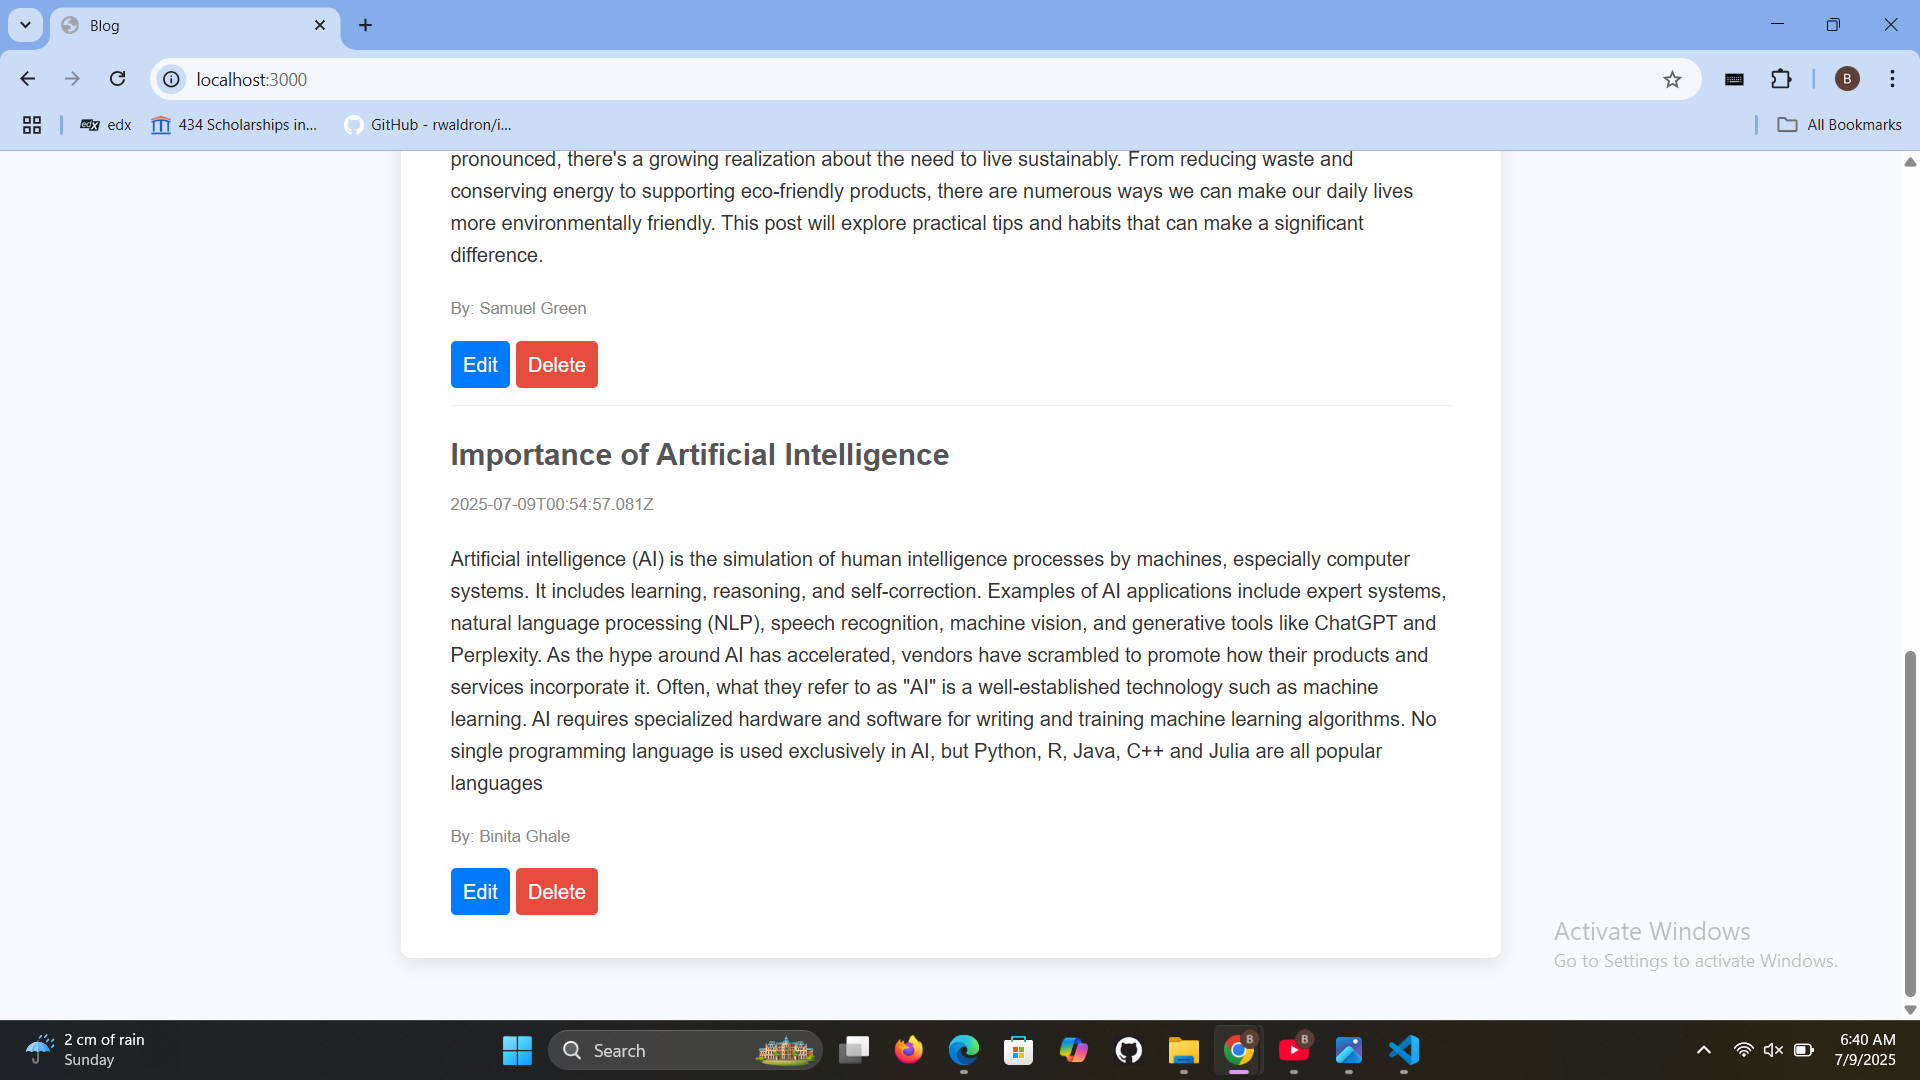 Blog
localhost:3000
B
edx
434 Scholarships in...
GitHub - rwaldron/i...
All Bookmarks
pronounced, there's a growing realization about the need to live sustainably. From reducing waste and
conserving energy to supporting eco-friendly products, there are numerous ways we can make our daily lives
more environmentally friendly. This post will explore practical tips and habits that can make a significant
difference.
By: Samuel Green
Edit Delete
Importance of Artificial Intelligence
2025-07-09T00:54:57.081Z
Artificial intelligence (AI) is the simulation of human intelligence processes by machines, especially computer
systems. It includes learning, reasoning, and self-correction. Examples of AI applications include expert systems,
natural language processing (NLP), speech recognition, machine vision, and generative tools like ChatGPT and
Perplexity. As the hype around AI has accelerated, vendors have scrambled to promote how their products and
services incorporate it. Often, what they refer to as "AI" is a well-established technology such as machine
learning. AI requires specialized hardware and software for writing and training machine learning algorithms. No
single programming language is used exclusively in AI, but Python, R, Java, C++ and Julia are all popular
languages
By: Binita Ghale
Edit Delete
Activate Windows
Go to Settings to activate Windows.
2 cm of rain
Sunday
Search
B
B
6:40 AM
7/9/2025